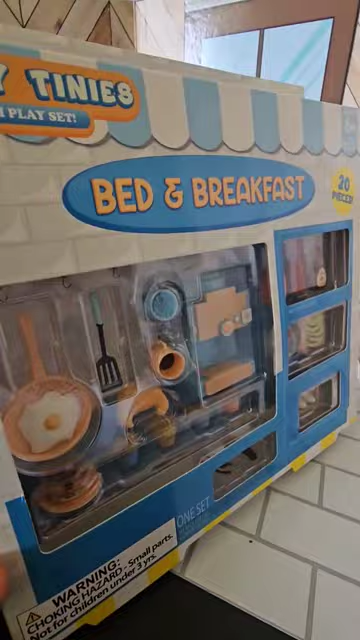 Y TINIES
I PLAY SET!
BED & BREAKFAST
20
PIECES!
ONE SET
WARNING:
CHOKING HAZARD - Small parts.
Not for children under 3 yrs.